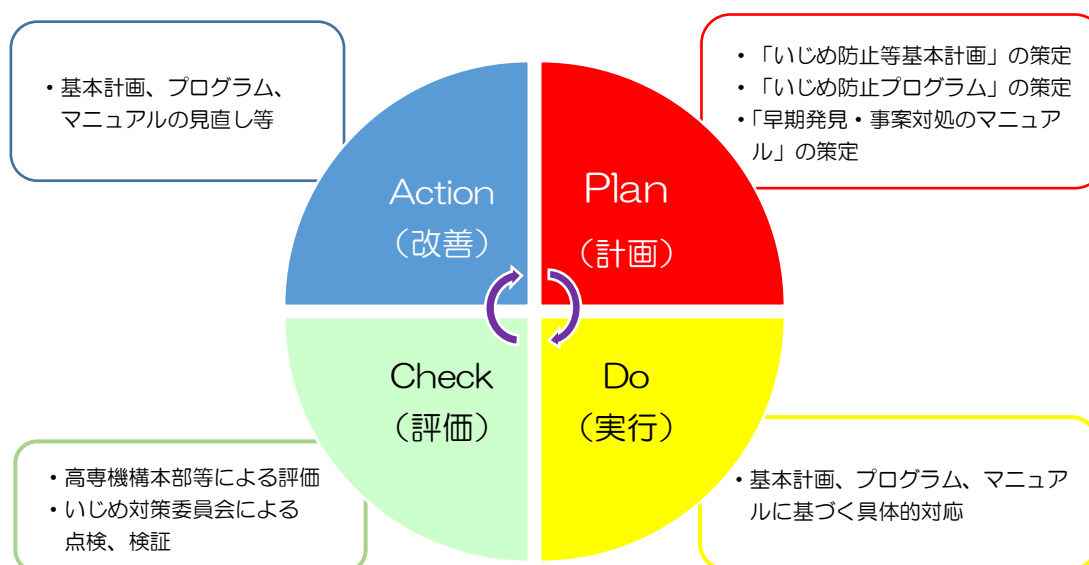 ・基本計画、プログラム、
マニュアルの見直し等
・「いじめ防止等基本計画」の策定
・「いじめ防止プログラム」の策定
・「早期発見・事案対処のマニュア
ル」の策定
Action
（改善）
Plan
（計画）
Check
（評価）
Do
（実行）
・高専機構本部等による評価
・いじめ対策委員会による
点検、検証
・基本計画、プログラム、マニュア
ルに基づく具体的対応